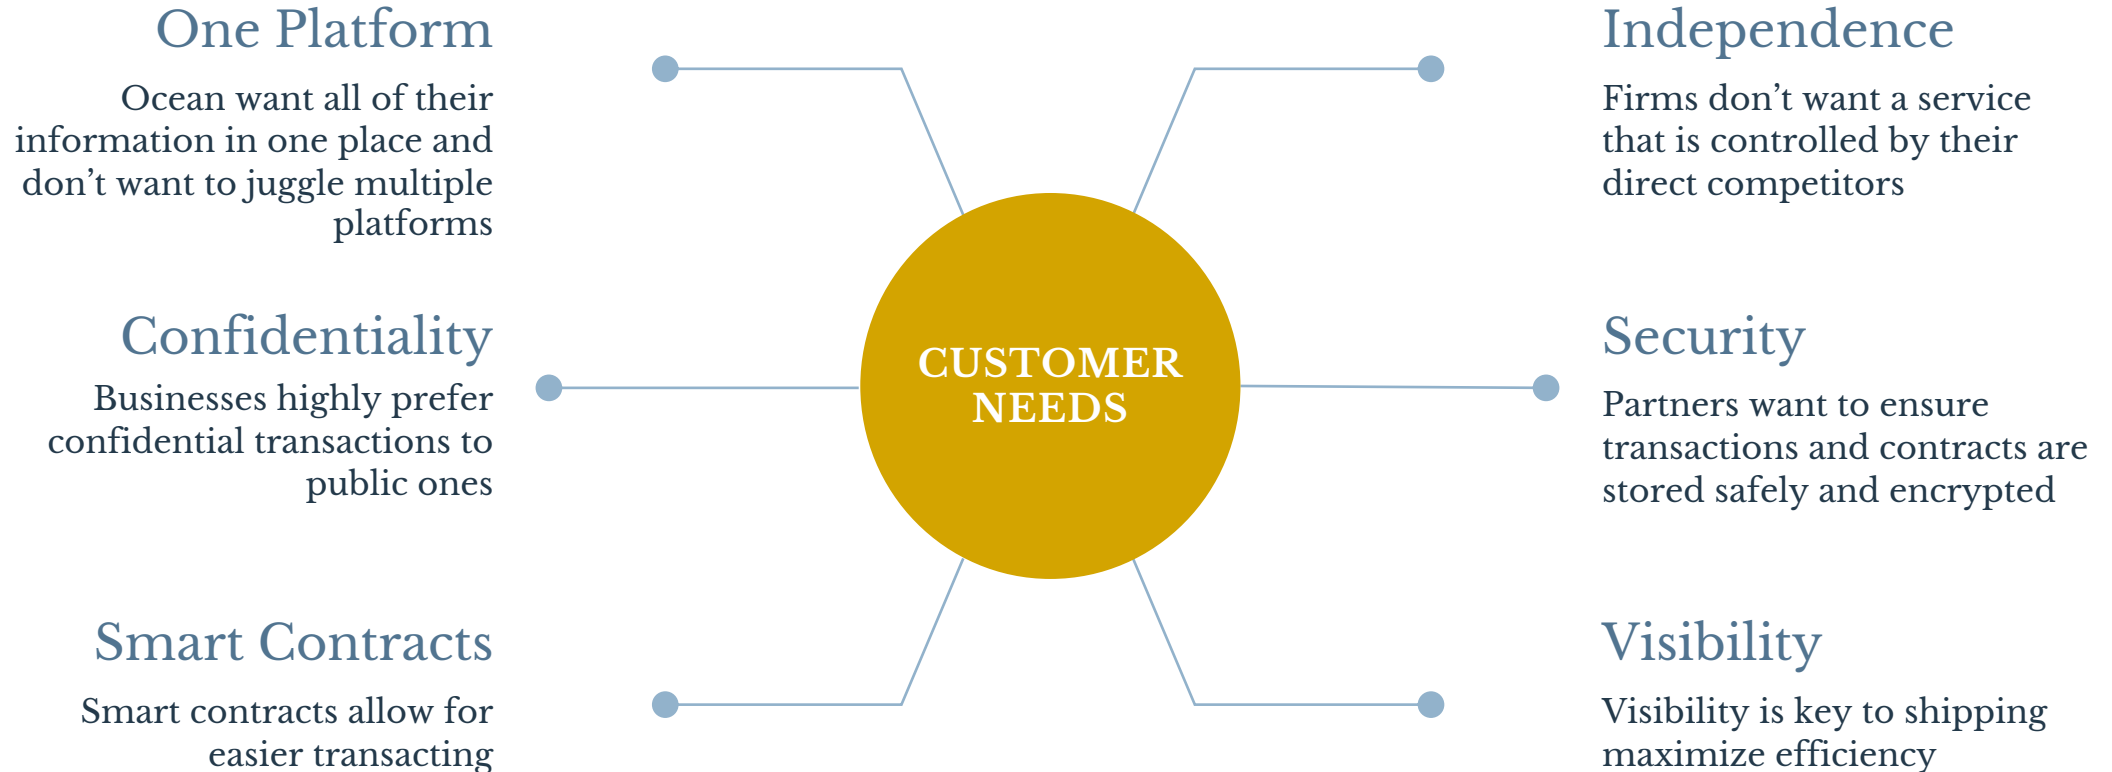 One Platform
Ocean want all of their
information in one place and
don’t want to juggle multiple
platforms
Confidentiality
Businesses highly prefer
confidential transactions to
public ones
Smart Contracts
Smart contracts allow for
easier transacting
CUSTOMER
NEEDS
Independence
Firms don’t want a service
that is controlled by their
direct competitors
Security
Partners want to ensure
transactions and contracts are
stored safely and encrypted
Visibility
Visibility is key to shipping
maximize efficiency